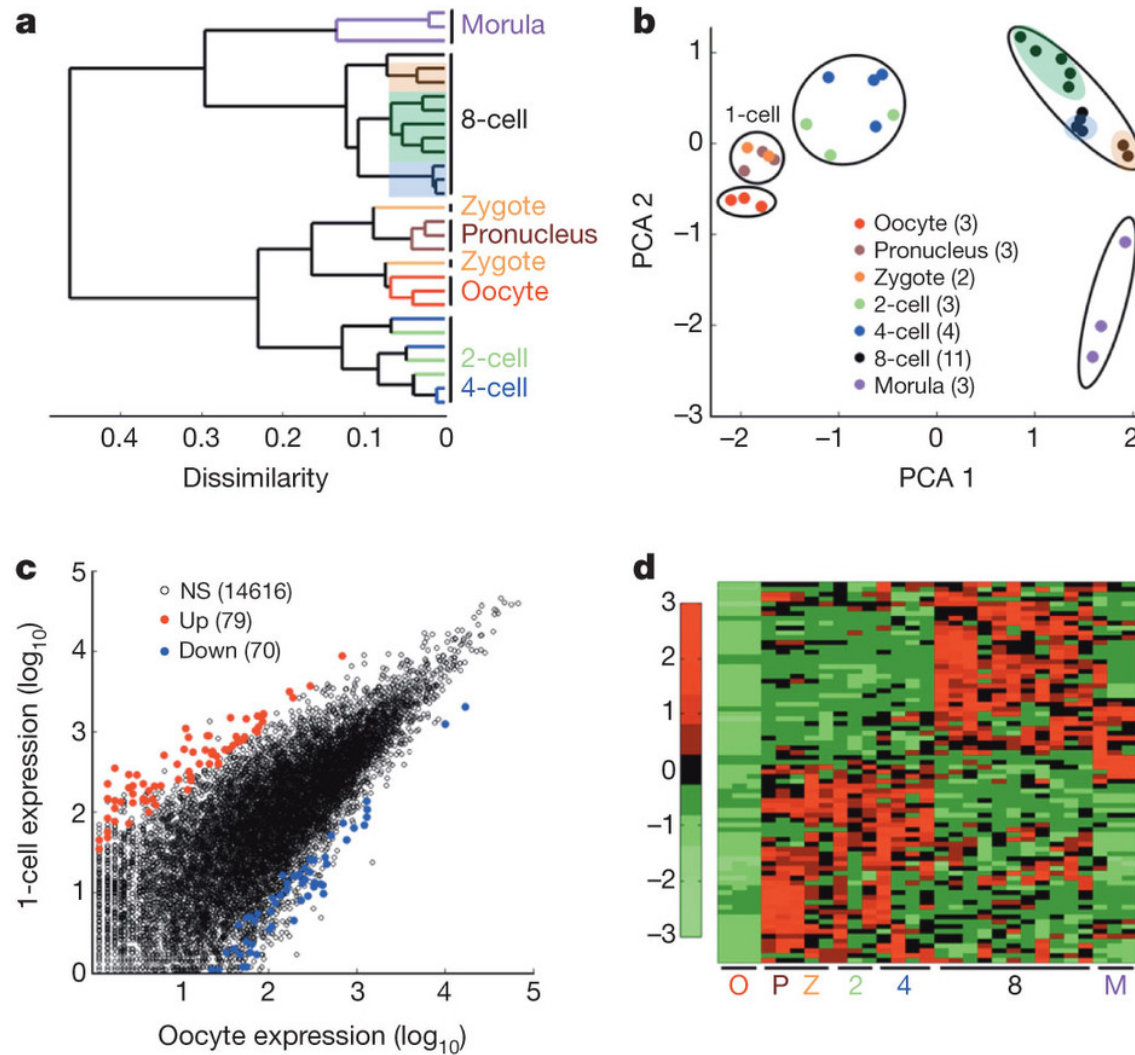 a
Morula
8-cell
Zygote
Pronucleus
Zygote
Oocyte
2-cell
4-cell
0.4 0.3 0.2 0.1 0
Dissimilarity
b
1
0
−1
−2
−3
PCA 2
1-cell
Oocyte (3)
Pronucleus (3)
Zygote (2)
2-cell (3)
4-cell (4)
8-cell (11)
Morula (3)
−2 −1 0 1 2
PCA 1
c
5
4
3
2
1
0
1-cell expression (log10)
NS (14616)
Up (79)
Down (70)
1 2 3 4 5
Oocyte expression (log10)
d
3
2
1
0
−1
−2
−3
O P Z 2 4 8 M